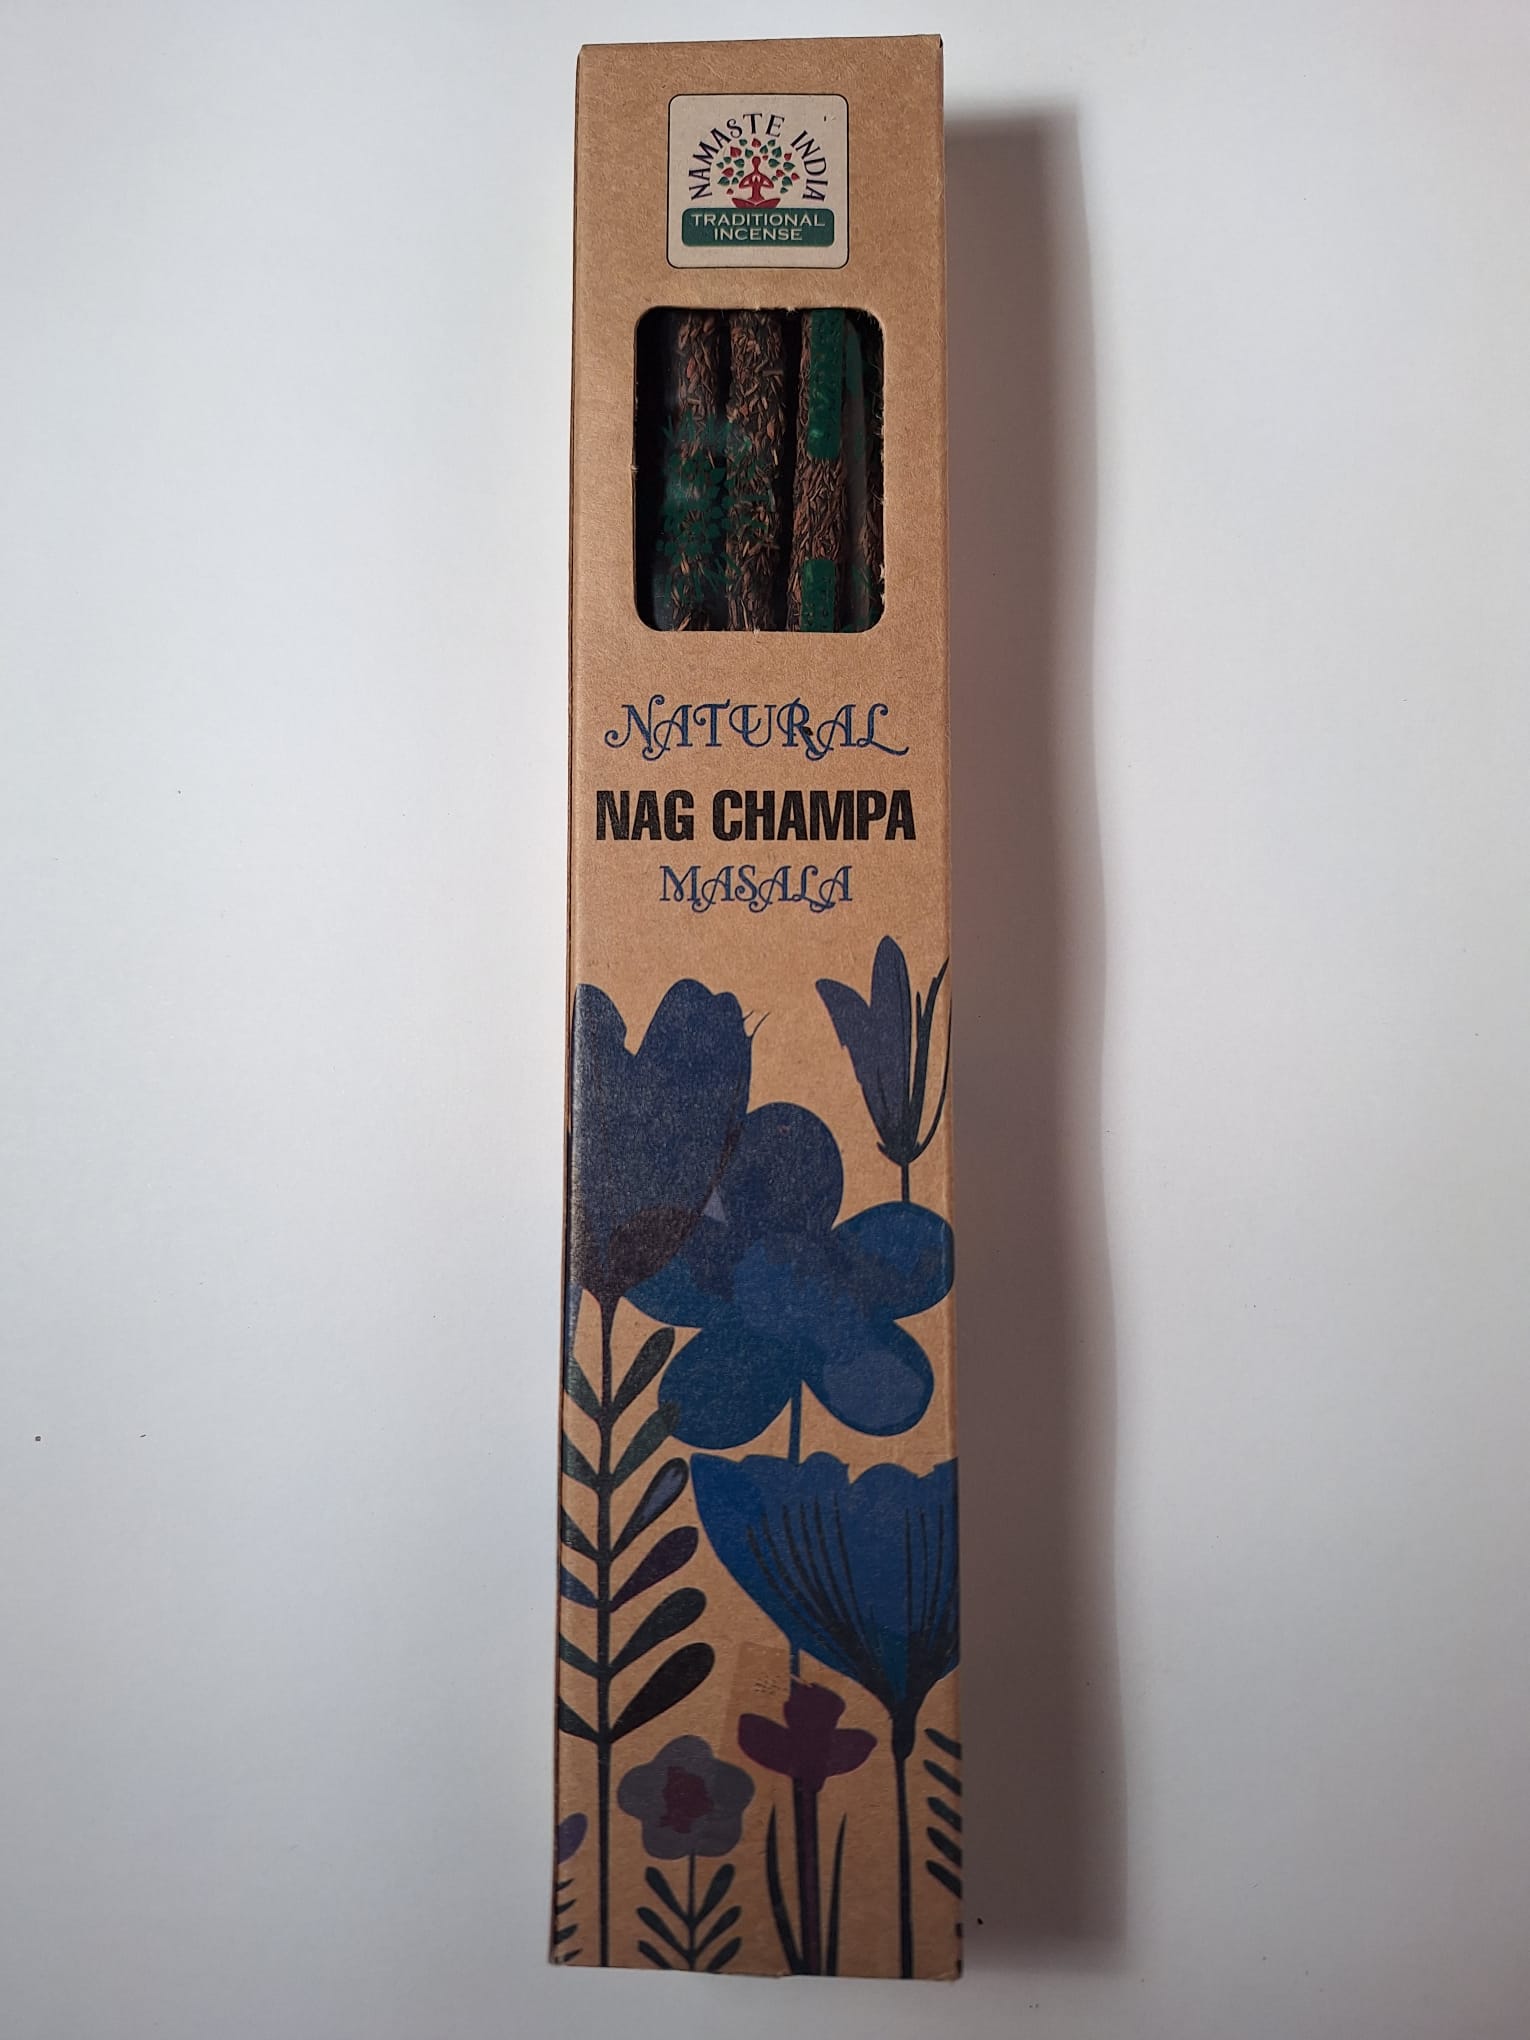 NAMASTE INDIA
TRADITIONAL
INCENSE
NATURAL
NAG CHAMPA
MASALA